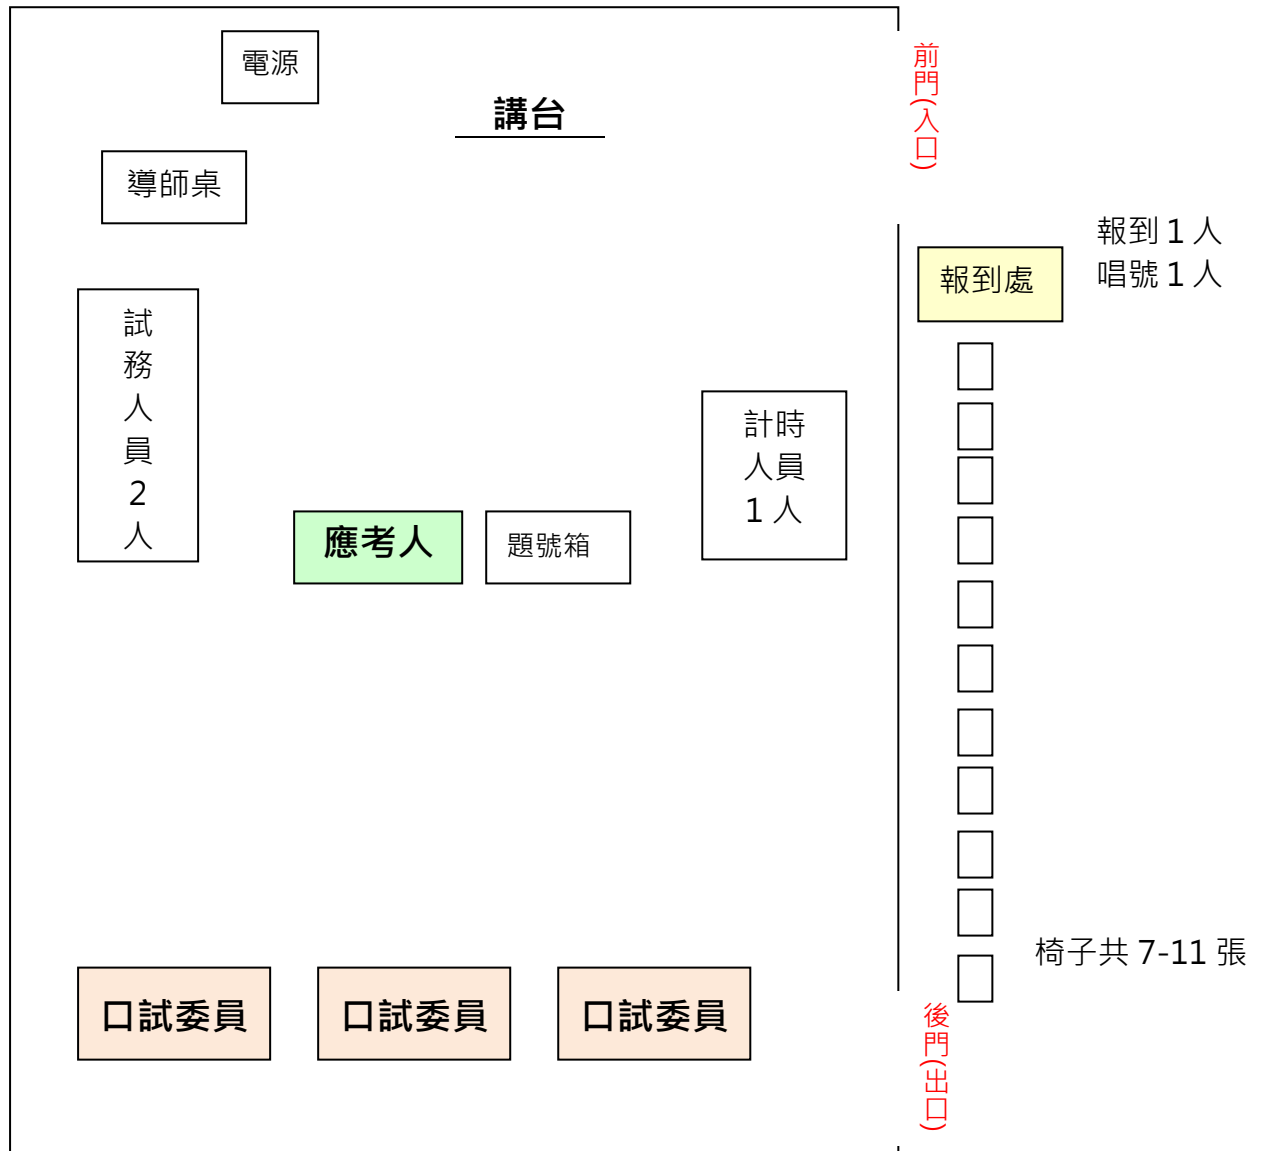 電源
講台
前門(入口)
導師桌
報到 1 人
唱號 1 人
報到處
試
務
人
員
2
人
計時
人員
1 人
應考人
題號箱
椅子共 7-11 張
口試委員
口試委員
口試委員
後門(出口)